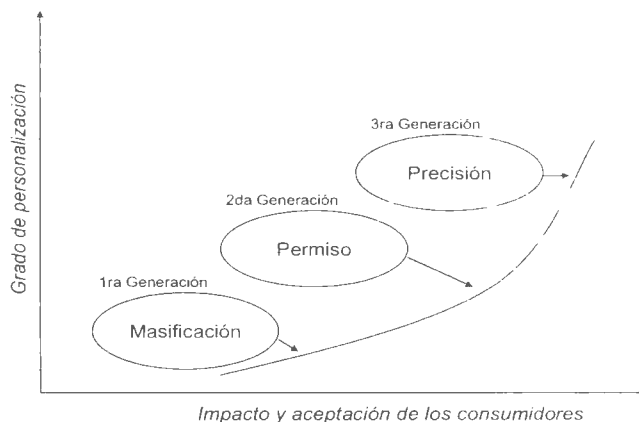 Grado de personalización
3ra Generación
Precisión
2da Generación
Permiso
1ra Generación
Masificación
Impacto y aceptación de los consumidores